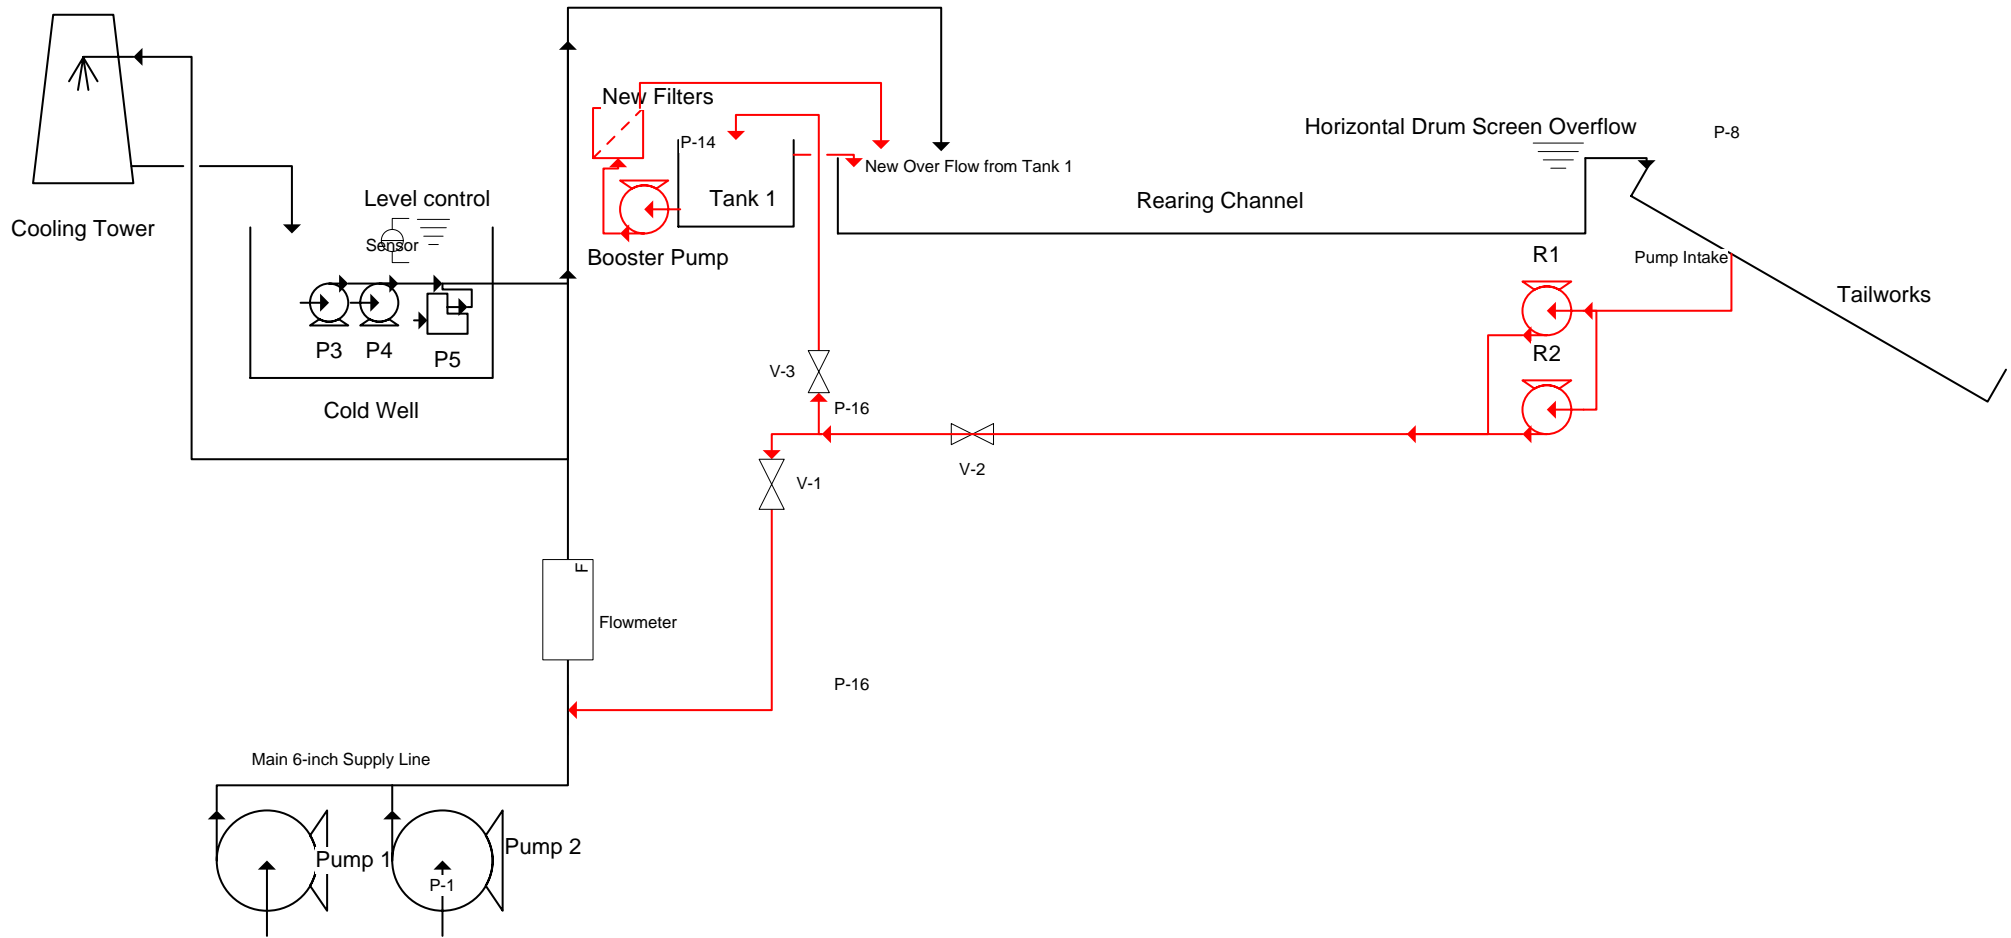 New Filters
P-14
Horizontal Drum Screen Overflow
P-8
New Over Flow from Tank 1
Level control
Tank 1
Rearing Channel
Cooling Tower
Sensor
Booster Pump
R1
Pump Intake
Tailworks
P3
P4
P5
R2
V-3
Cold Well
P-16
V-2
V-1
F
Flowmeter
P-16
Main 6-inch Supply Line
Pump 1
Pump 2
P-1